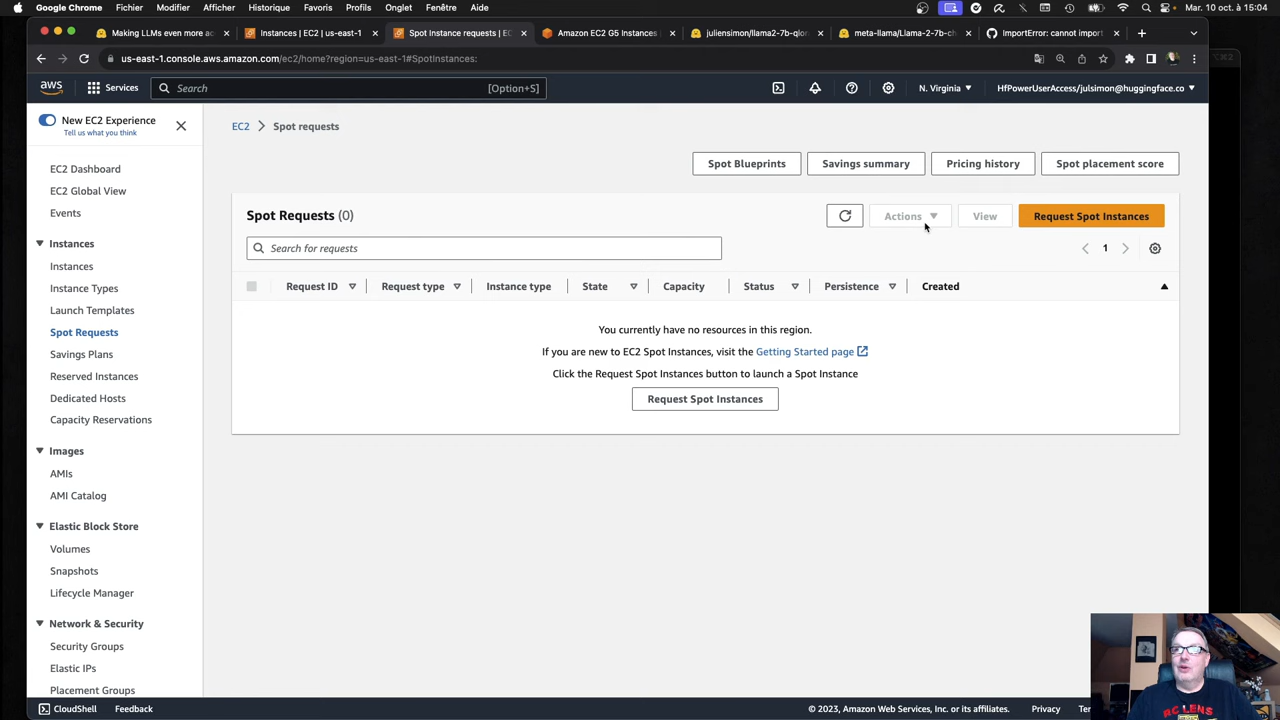 Google Chrome Fichier Modifier Afficher Historique Favoris Profils Onglet Fenêtre Aide Mar. 10 oct. à 15:04
Making LLMs even more ac × Instances | EC2 | us-east-1 × Spot Instance requests | EC × Amazon EC2 G5 Instances × juliensimon/llama2-7b-qlor × meta-llama/Llama-2-7b-ch × ImportError: cannot import ×
us-east-1.console.aws.amazon.com/ec2/home?region=us-east-1#SpotInstances:
aws Services Search [Option+S] N. Virginia HfPowerUserAccess/julsimon@huggingface.co
New EC2 Experience
Tell us what you think
EC2 Dashboard
EC2 Global View
Events
Instances
Instances
Instance Types
Launch Templates
Spot Requests
Savings Plans
Reserved Instances
Dedicated Hosts
Capacity Reservations
Images
AMIs
AMI Catalog
Elastic Block Store
Volumes
Snapshots
Lifecycle Manager
Network & Security
Security Groups
Elastic IPs
Placement Groups
EC2 > Spot requests
Spot Blueprints Savings summary Pricing history Spot placement score
Spot Requests (0) Actions View Request Spot Instances
Search for requests 1
Request ID Request type Instance type State Capacity Status Persistence Created
You currently have no resources in this region.
If you are new to EC2 Spot Instances, visit the Getting Started page
Click the Request Spot Instances button to launch a Spot Instance
Request Spot Instances
RC LENS
CloudShell Feedback © 2023, Amazon Web Services, Inc. or its affiliates. Privacy